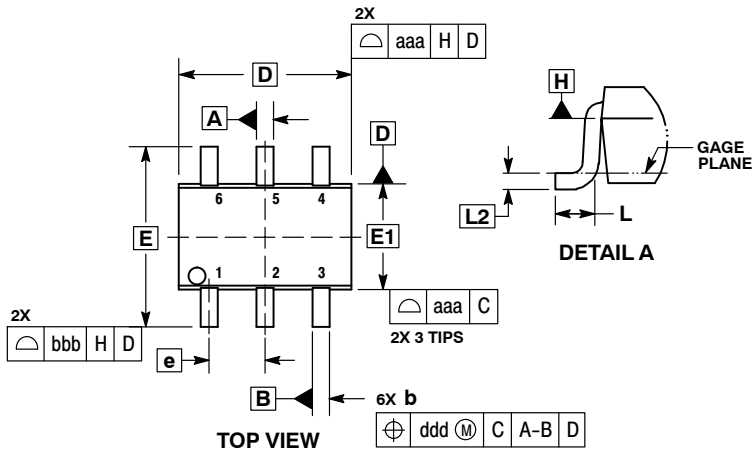 2X
⌓ aaa H D
D
A
D
H
GAGE
PLANE
6 5 4
E
E1
L2
L
DETAIL A
1 2 3
⌓ aaa C
2X 3 TIPS
2X
⌓ bbb H D
e
B
6X b
⌖ ddd Ⓜ C A-B D
TOP VIEW